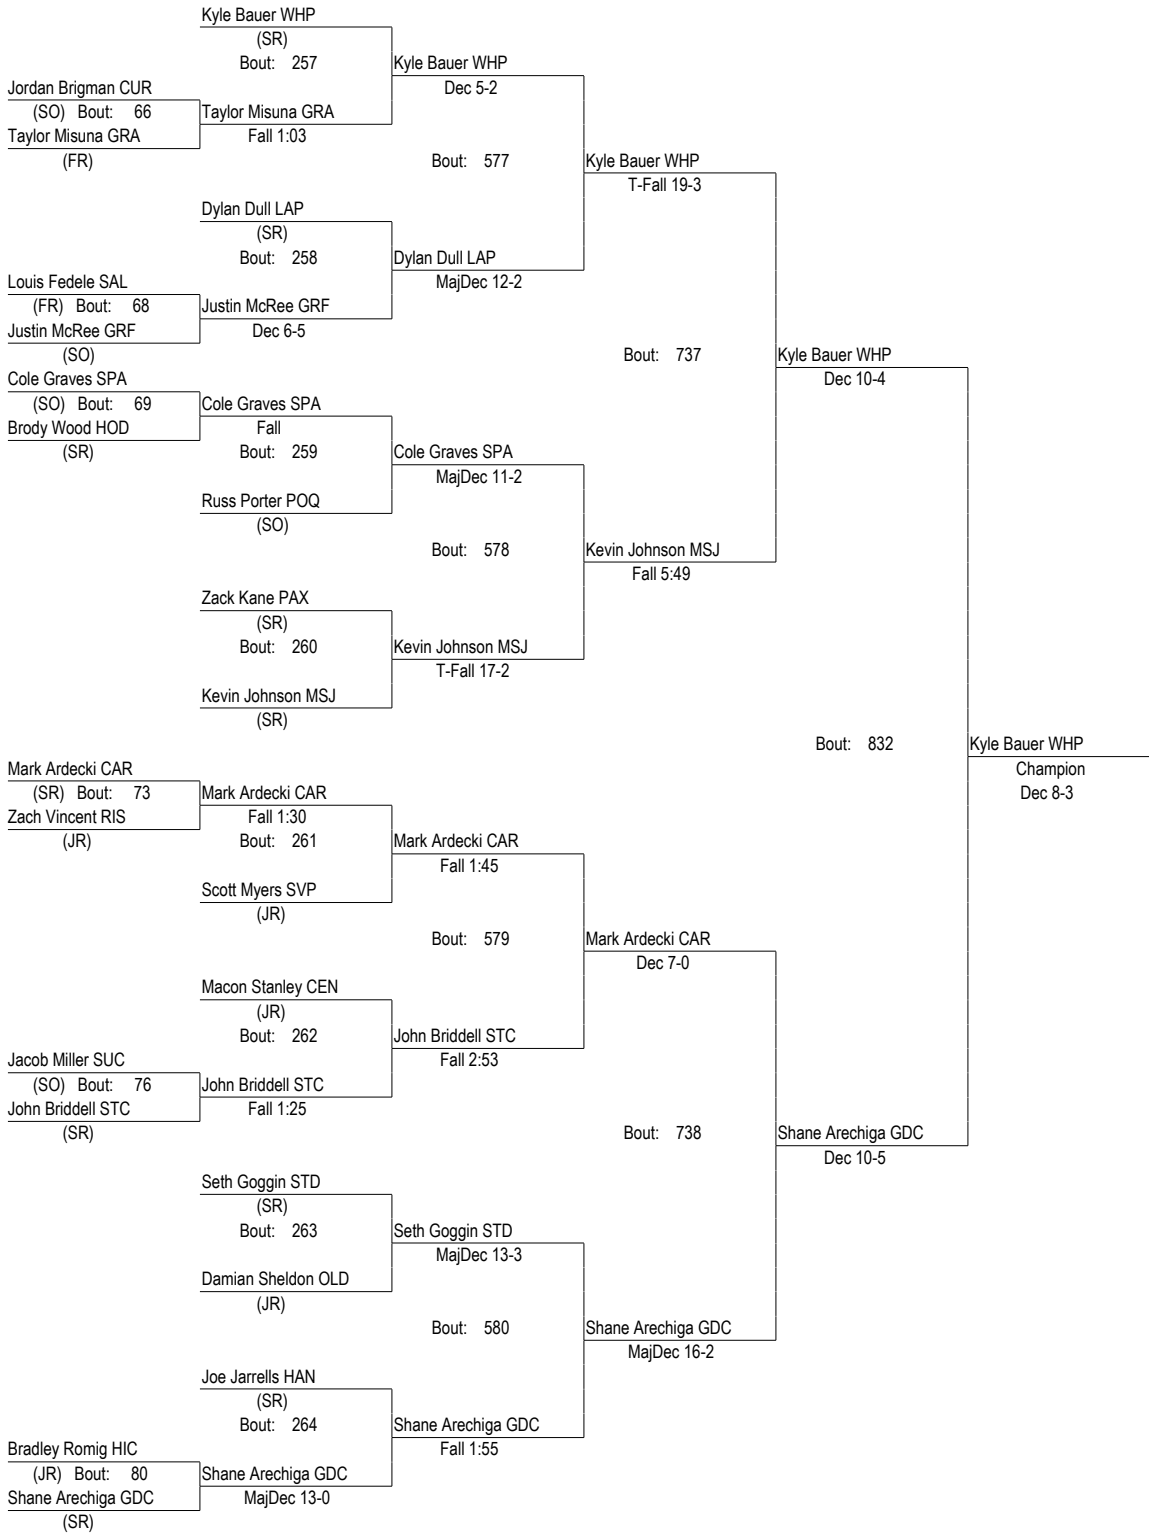 Kyle Bauer WHP
(SR)
Bout: 257
Kyle Bauer WHP
Dec 5-2
Jordan Brigman CUR
(SO) Bout: 66
Taylor Misuna GRA
Taylor Misuna GRA
Fall 1:03
(FR)
Bout: 577
Kyle Bauer WHP
T-Fall 19-3
Dylan Dull LAP
(SR)
Bout: 258
Dylan Dull LAP
MajDec 12-2
Louis Fedele SAL
(FR) Bout: 68
Justin McRee GRF
Justin McRee GRF
Dec 6-5
(SO)
Bout: 737
Kyle Bauer WHP
Dec 10-4
Cole Graves SPA
(SO) Bout: 69
Cole Graves SPA
Brody Wood HOD
Fall
(SR)
Bout: 259
Cole Graves SPA
MajDec 11-2
Russ Porter POQ
(SO)
Bout: 578
Kevin Johnson MSJ
Fall 5:49
Zack Kane PAX
(SR)
Bout: 260
Kevin Johnson MSJ
T-Fall 17-2
Kevin Johnson MSJ
(SR)
Bout: 832
Kyle Bauer WHP
Champion
Dec 8-3
Mark Ardecki CAR
(SR) Bout: 73
Mark Ardecki CAR
Zach Vincent RIS
Fall 1:30
(JR)
Bout: 261
Mark Ardecki CAR
Fall 1:45
Scott Myers SVP
(JR)
Bout: 579
Mark Ardecki CAR
Dec 7-0
Macon Stanley CEN
(JR)
Bout: 262
John Briddell STC
Fall 2:53
Jacob Miller SUC
(SO) Bout: 76
John Briddell STC
John Briddell STC
Fall 1:25
(SR)
Bout: 738
Shane Arechiga GDC
Dec 10-5
Seth Goggin STD
(SR)
Bout: 263
Seth Goggin STD
MajDec 13-3
Damian Sheldon OLD
(JR)
Bout: 580
Shane Arechiga GDC
MajDec 16-2
Joe Jarrells HAN
(SR)
Bout: 264
Shane Arechiga GDC
Fall 1:55
Bradley Romig HIC
(JR) Bout: 80
Shane Arechiga GDC
Shane Arechiga GDC
MajDec 13-0
(SR)